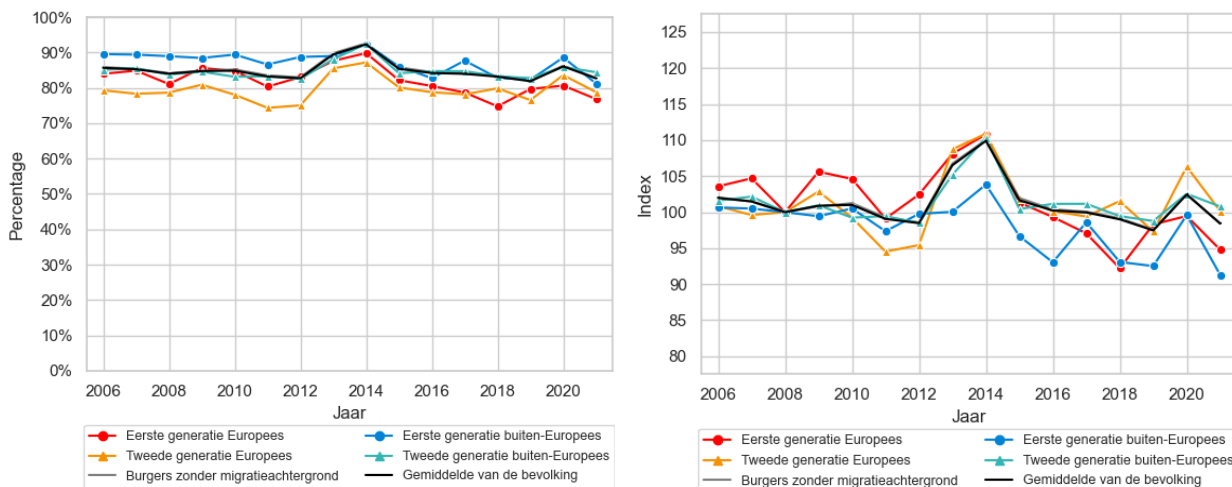 100%
90%
80%
70%
60%
50%
40%
30%
20%
10%
0%
Percentage
2006 2008 2010 2012 2014 2016 2018 2020
Jaar
Eerste generatie Europees Eerste generatie buiten-Europees
Tweede generatie Europees Tweede generatie buiten-Europees
Burgers zonder migratieachtergrond Gemiddelde van de bevolking
125
120
115
110
105
100
95
90
85
80
Index
2006 2008 2010 2012 2014 2016 2018 2020
Jaar
Eerste generatie Europees Eerste generatie buiten-Europees
Tweede generatie Europees Tweede generatie buiten-Europees
Burgers zonder migratieachtergrond Gemiddelde van de bevolking